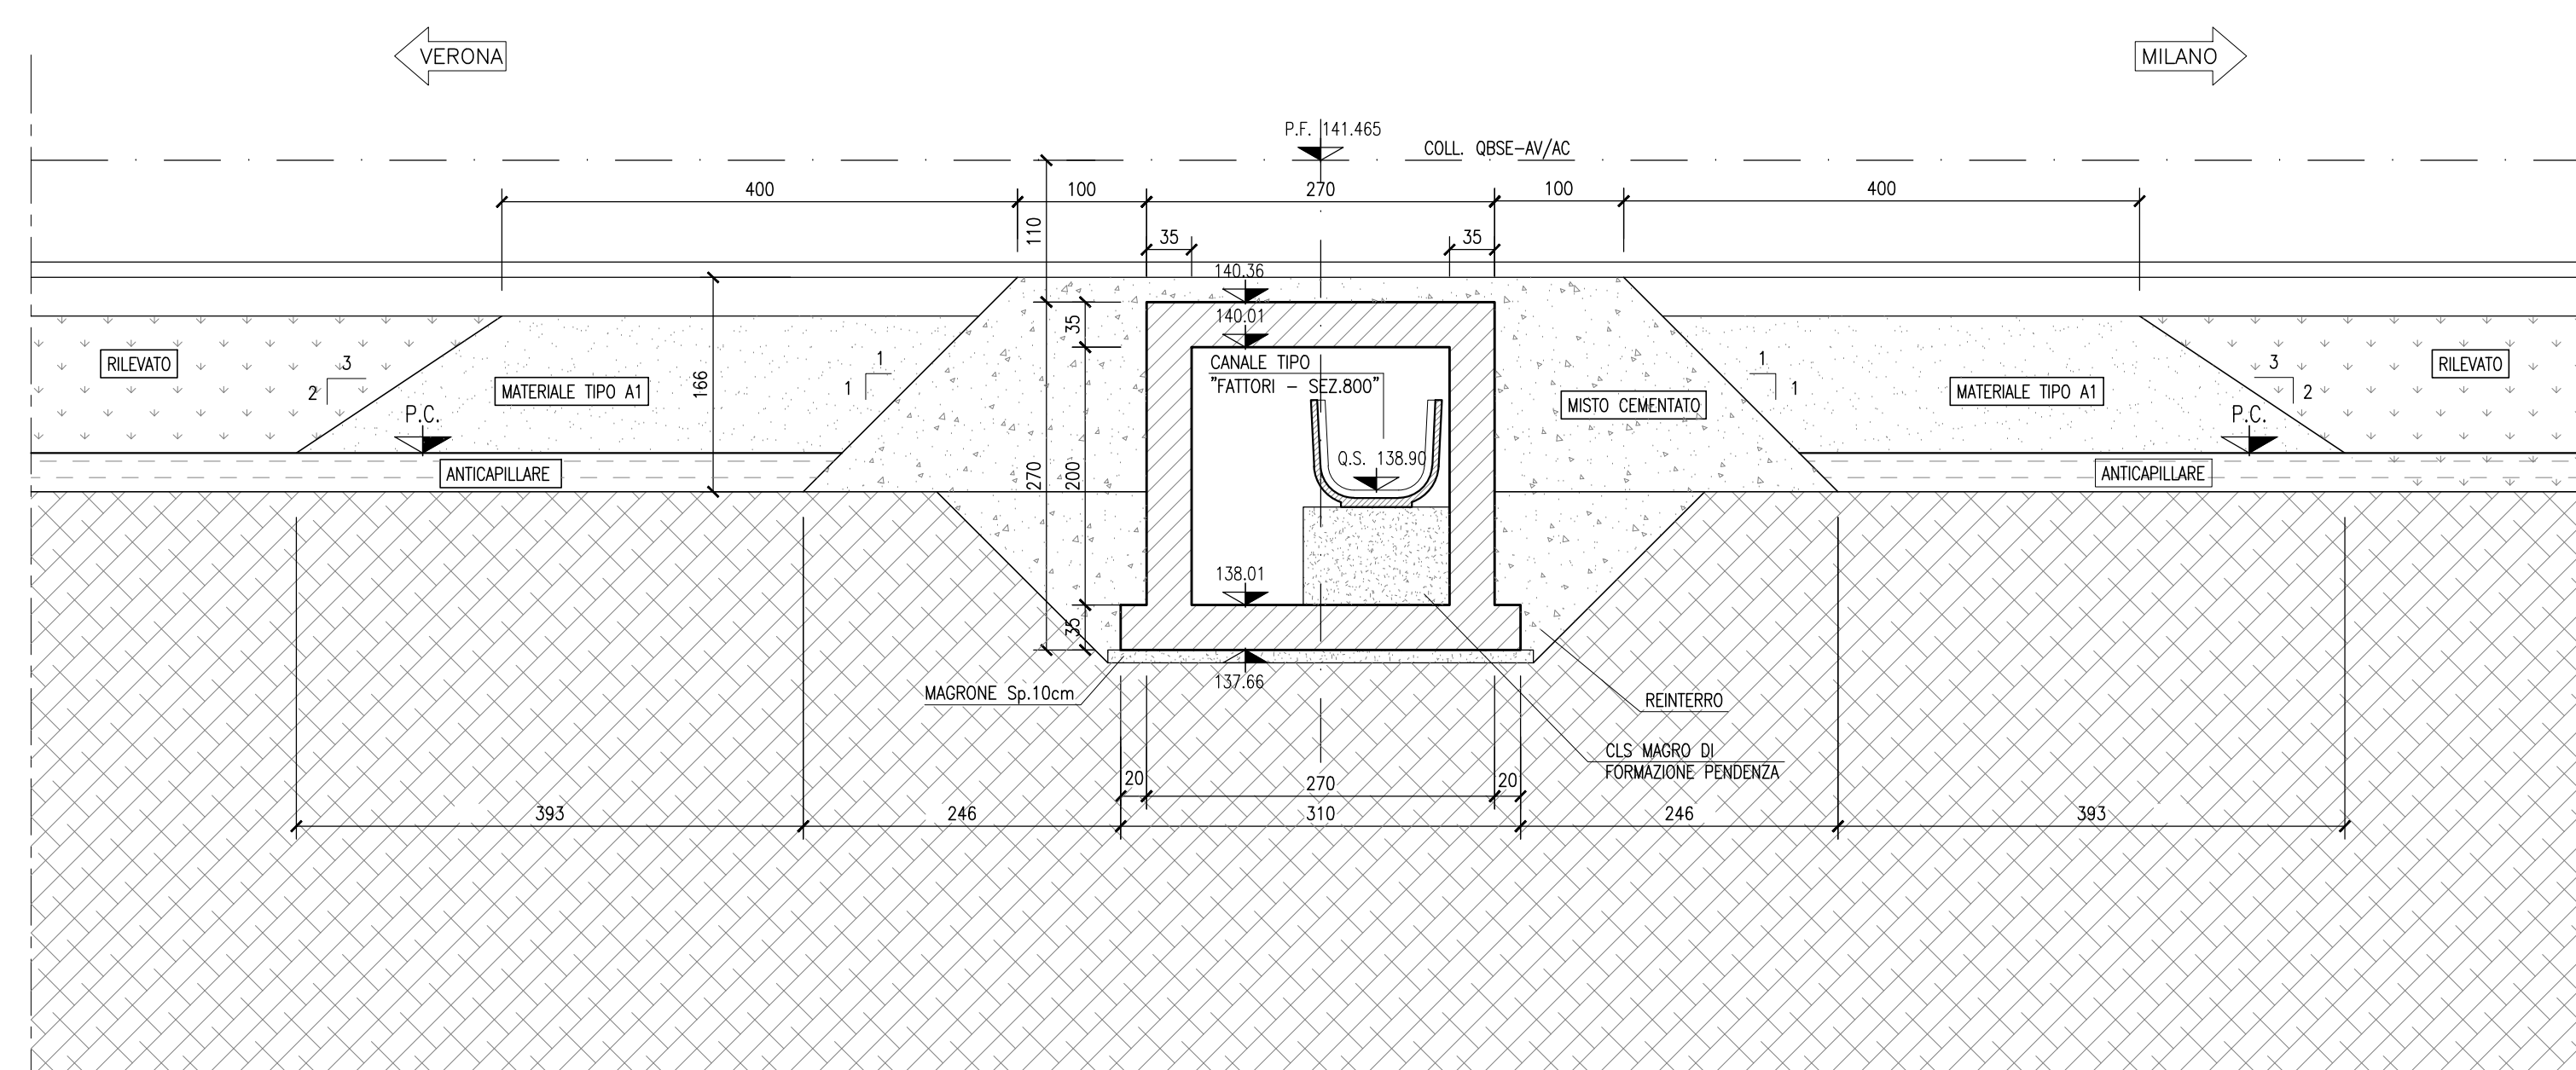 VERONA
MILANO
P.F. 141.465
COLL. QBSE-AV/AC
400
100
270
100
400
110
35
35
140.36
140.01
35
CANALE TIPO
"FATTORI - SEZ.800"
RILEVATO
3
2
MATERIALE TIPO A1
166
1
1
MISTO CEMENTATO
1
1
MATERIALE TIPO A1
3
2
RILEVATO
P.C.
P.C.
ANTICAPILLARE
270
200
Q.S. 138.90
ANTICAPILLARE
138.01
35
137.66
MAGRONE Sp.10cm
REINTERRO
CLS MAGRO DI
FORMAZIONE PENDENZA
20
270
20
393
246
310
246
393